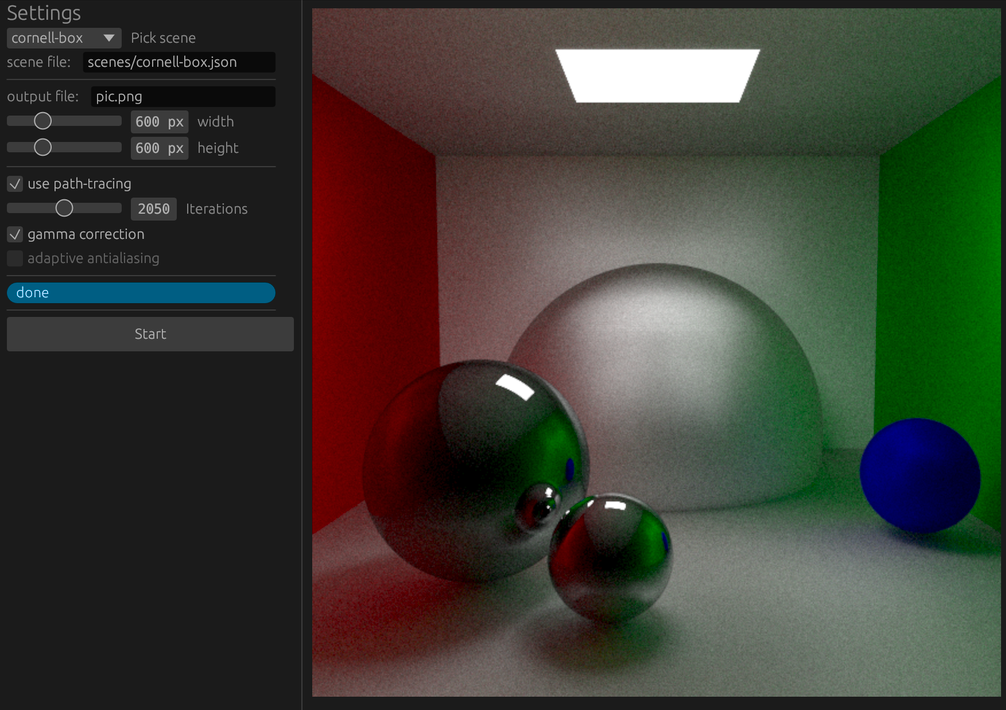 Settings
cornell-box Pick scene
scene file: scenes/cornell-box.json
output file: pic.png
600 px width
600 px height
use path-tracing
2050 Iterations
gamma correction
adaptive antialiasing
done
Start